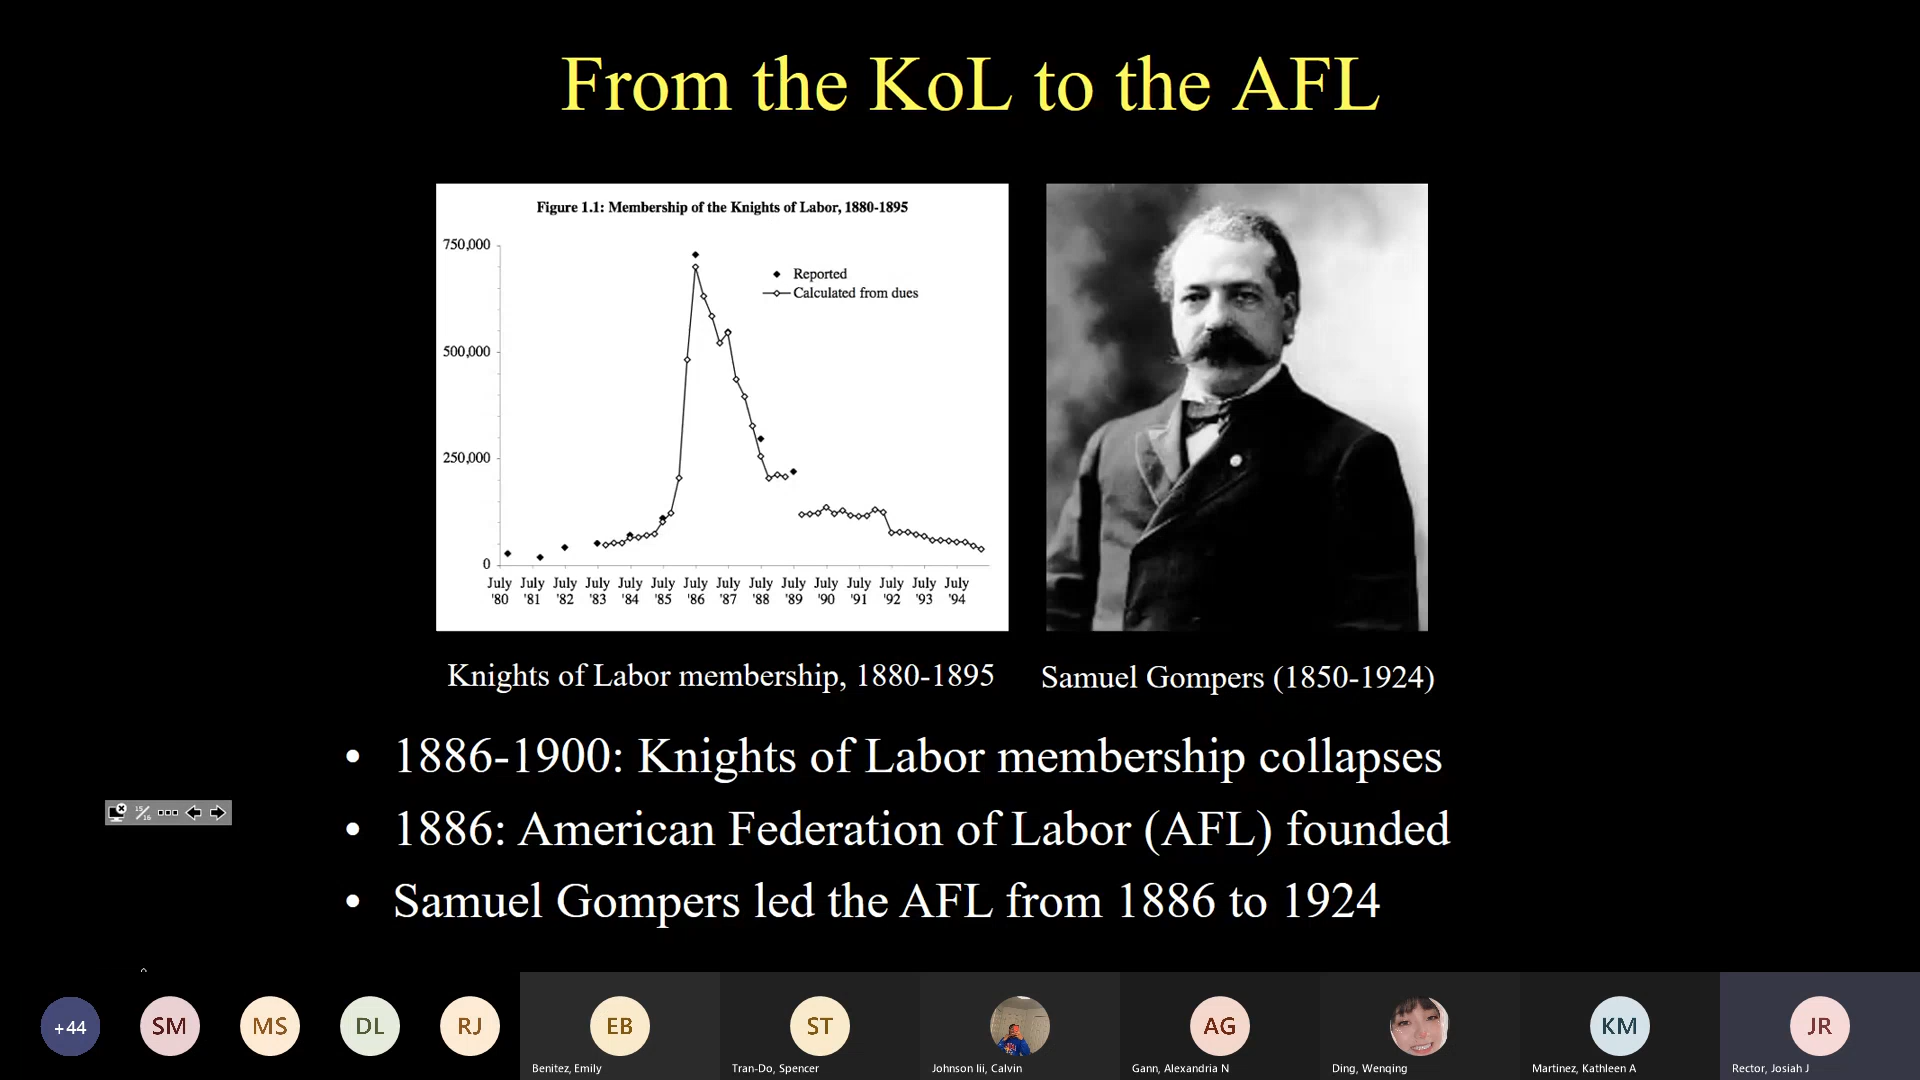 From the KoL to the AFL
Figure 1.1: Membership of the Knights of Labor, 1880-1895
750,000
500,000
250,000
0
Reported
Calculated from dues
July July July July July July July July July July July July July July July
'80 '81 '82 '83 '84 '85 '86 '87 '88 '89 '90 '91 '92 '93 '94
Knights of Labor membership, 1880-1895
Samuel Gompers (1850-1924)
• 1886-1900: Knights of Labor membership collapses
15/16
• 1886: American Federation of Labor (AFL) founded
• Samuel Gompers led the AFL from 1886 to 1924
+44 SM MS DL RJ EB ST AG KM JR
Benitez, Emily
Tran-Do, Spencer
Johnson Iii, Calvin
Gann, Alexandria N
Ding, Wenqing
Martinez, Kathleen A
Rector, Josiah J